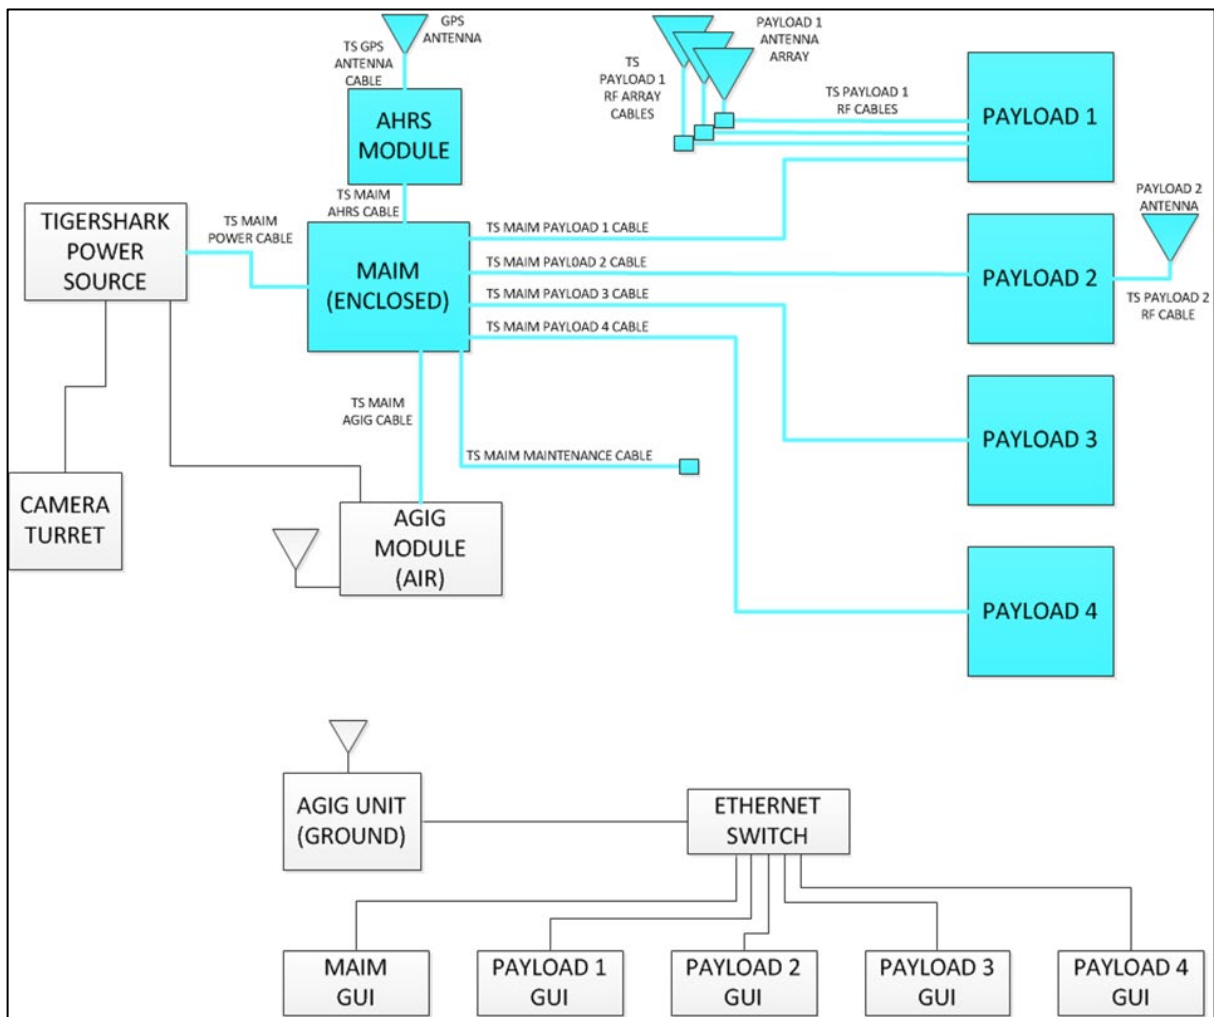 GPS
ANTENNA
TS GPS
ANTENNA
CABLE
PAYLOAD 1
ANTENNA
ARRAY
TS
PAYLOAD 1
RF ARRAY
CABLES
TS PAYLOAD 1
RF CABLES
PAYLOAD 1
AHRS
MODULE
TS MAIM
AHRS CABLE
TIGERSHARK
POWER
SOURCE
TS MAIM
POWER CABLE
MAIM
(ENCLOSED)
TS MAIM PAYLOAD 1 CABLE
TS MAIM PAYL0AD 2 CABLE
TS MAIM PAYLOAD 3 CABLE
TS MAIM PAYLOAD 4 CABLE
PAYLOAD 2
PAYLOAD 2
ANTENNA
TS PAYLOAD 2
RF CABLE
TS MAIM
AGIG CABLE
TS MAIM MAINTENANCE CABLE
PAYLOAD 3
CAMERA
TURRET
AGIG
MODULE
(AIR)
PAYLOAD 4
AGIG UNIT
(GROUND)
ETHERNET
SWITCH
MAIM
GUI
PAYLOAD 1
GUI
PAYLOAD 2
GUI
PAYLOAD 3
GUI
PAYLOAD 4
GUI